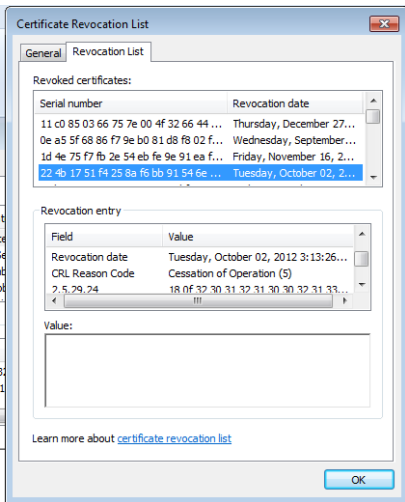 Certificate Revocation List
General Revocation List
Revoked certificates:
Serial number Revocation date
11 c0 85 03 66 75 7e 00 4f 32 66 44 ... Thursday, December 27...
0e a5 5f 68 86 f7 9e b0 81 d8 f8 02 f... Wednesday, September...
1d 4e 75 f7 fb 2e 54 eb fe 9e 91 ea f... Friday, November 16, 2...
22 4b 17 51 f4 25 8a f6 bb 91 54 6e ... Tuesday, October 02, 2...
Revocation entry
Field Value
Revocation date Tuesday, October 02, 2012 3:13:26...
CRL Reason Code Cessation of Operation (5)
2.5.29.24 18 0f 32 30 31 32 31 30 30 32 31 33...
Value:
Learn more about certificate revocation list
OK